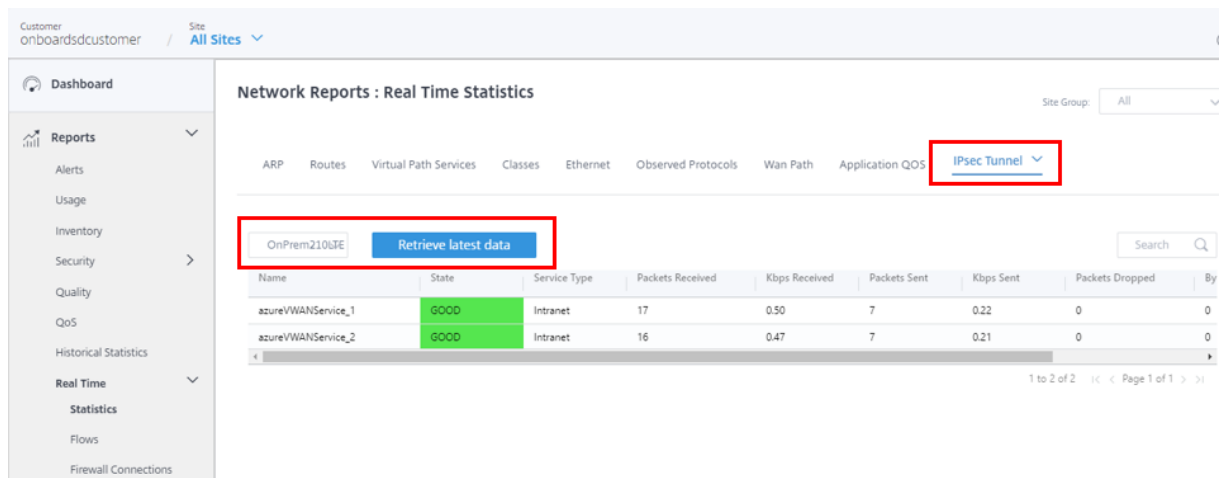 Customer
onboardsdcustomer / Site
All Sites
Dashboard
Reports
Alerts
Usage
Inventory
Security
Quality
QoS
Historical Statistics
Real Time
Statistics
Flows
Firewall Connections
Network Reports : Real Time Statistics
Site Group: All
ARP Routes Virtual Path Services Classes Ethernet Observed Protocols Wan Path Application QOS IPsec Tunnel
OnPrem210LTE Retrieve latest data Search
Name State Service Type Packets Received Kbps Received Packets Sent Kbps Sent Packets Dropped By
azureVWANService_1 GOOD Intranet 17 0.50 7 0.22 0 0
azureVWANService_2 GOOD Intranet 16 0.47 7 0.21 0 0
1 to 2 of 2 Page 1 of 1